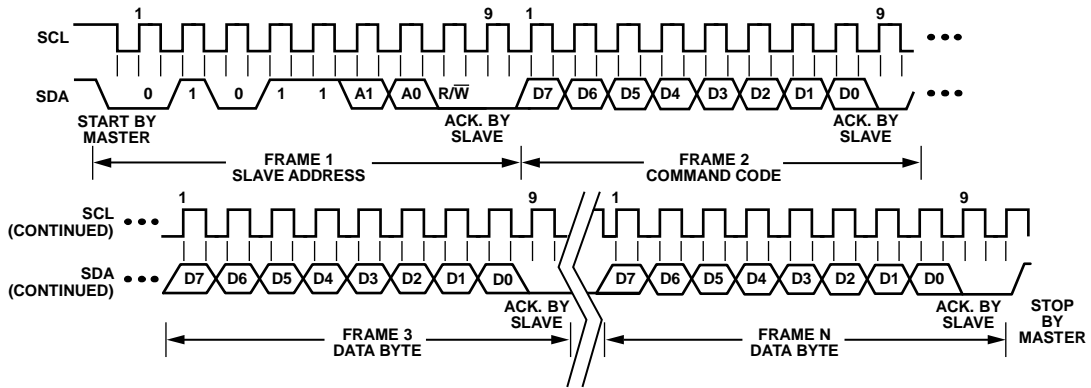 1 9 1 9
SCL
SDA 0 1 0 1 1 A1 A0 R/W̅ D7 D6 D5 D4 D3 D2 D1 D0
START BY
MASTER
ACK. BY
SLAVE
ACK. BY
SLAVE
FRAME 1
SLAVE ADDRESS
FRAME 2
COMMAND CODE
1 9 1 9
SCL
(CONTINUED)
SDA
(CONTINUED)
D7 D6 D5 D4 D3 D2 D1 D0 D7 D6 D5 D4 D3 D2 D1 D0
ACK. BY
SLAVE
ACK. BY
SLAVE
STOP
BY
MASTER
FRAME 3
DATA BYTE
FRAME N
DATA BYTE